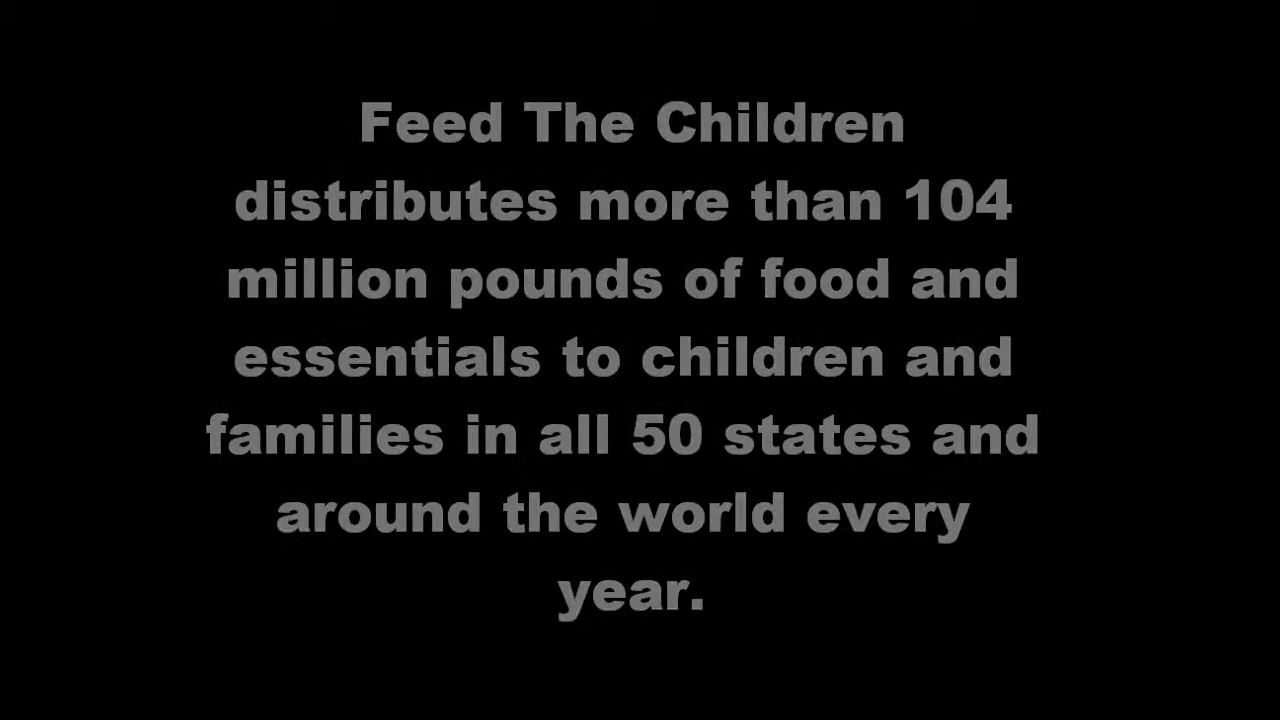 Feed The Children
distributes more than 104
million pounds of food and
essentials to children and
families in all 50 states and
around the world every
year.